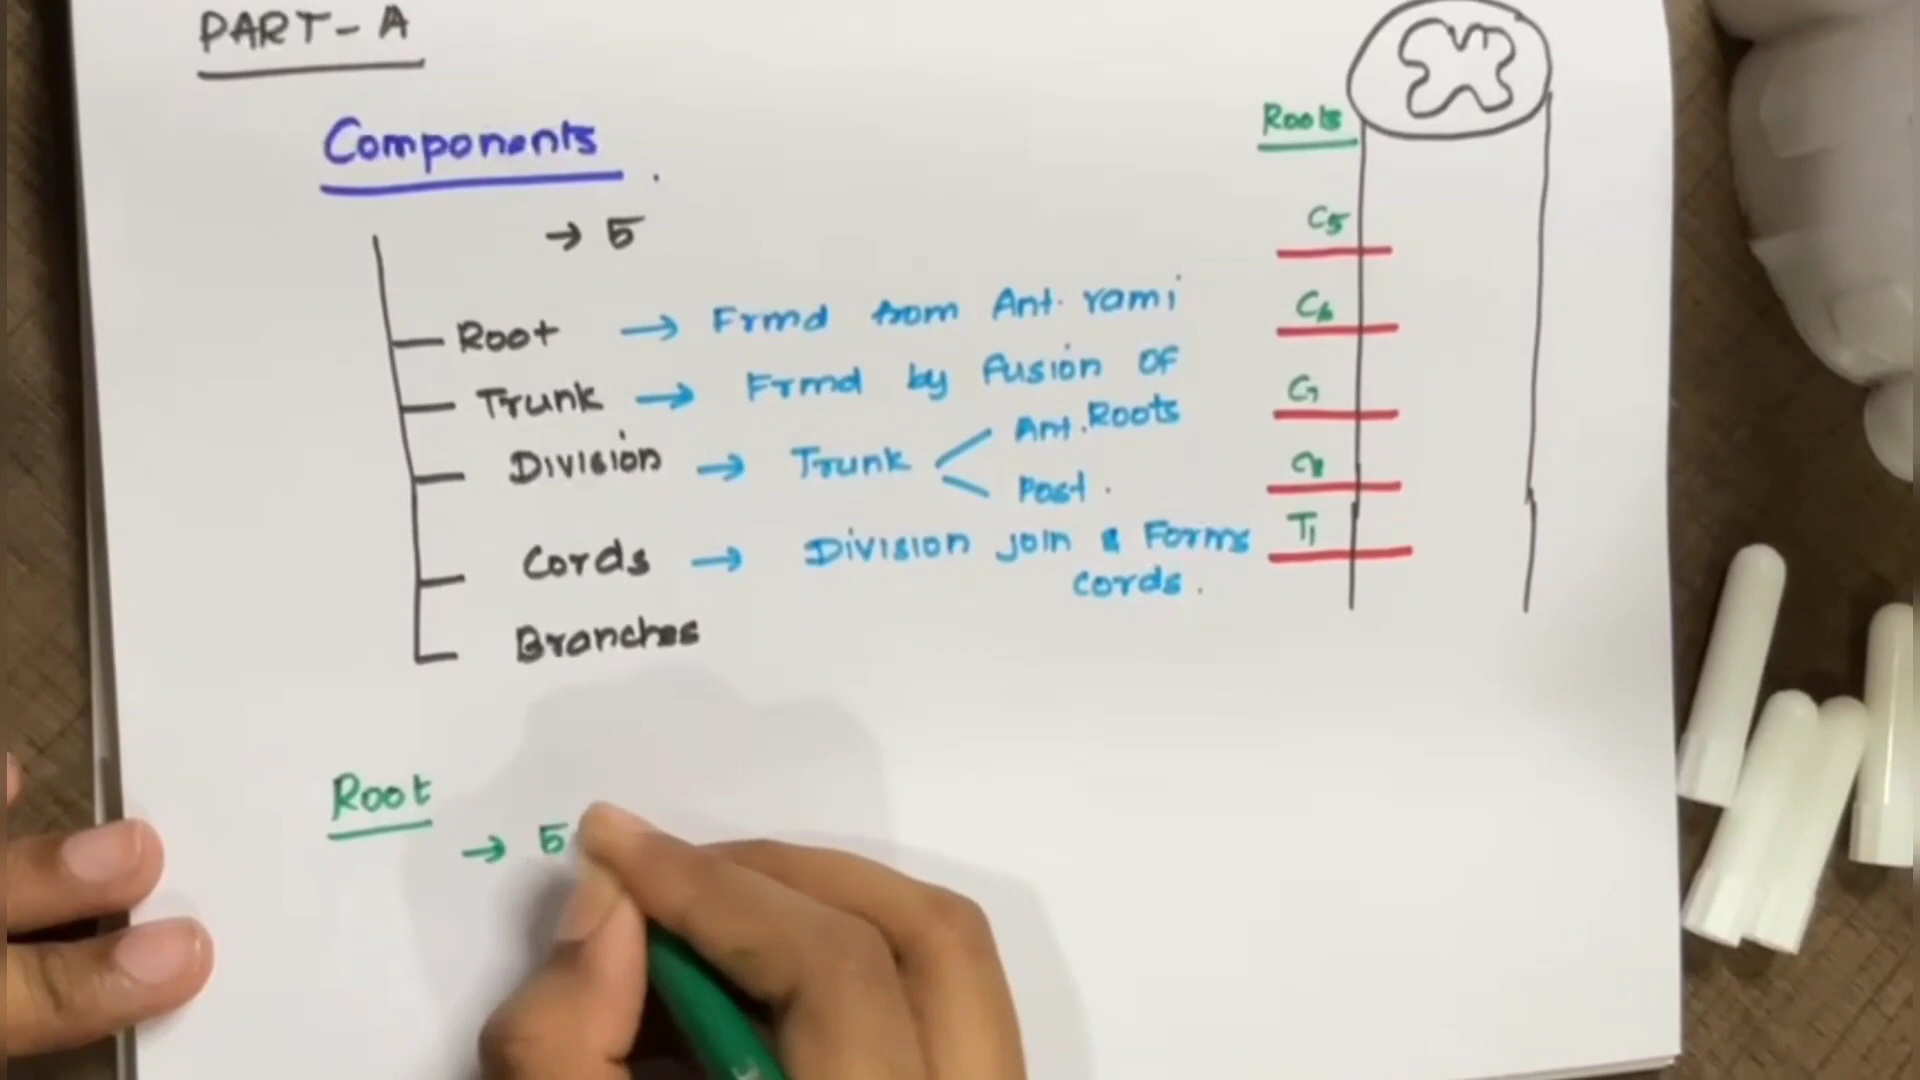 PART-A
Components
→ 5
Root → Frmd from Ant. rami
Trunk → Frmd by fusion OF
Ant. Roots
Division → Trunk
Post.
Cords → Division join & Forms
cords.
Branches
Root
→ 5
Roots
C5
C6
C7
C8
T1